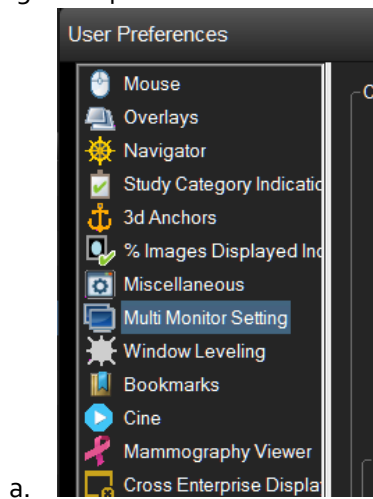 User Preferences
Mouse
Overlays
Navigator
Study Category Indicatio
3d Anchors
% Images Displayed Ind
Miscellaneous
Multi Monitor Setting
Window Leveling
Bookmarks
Cine
Mammography Viewer
a.
Cross Enterprise Display